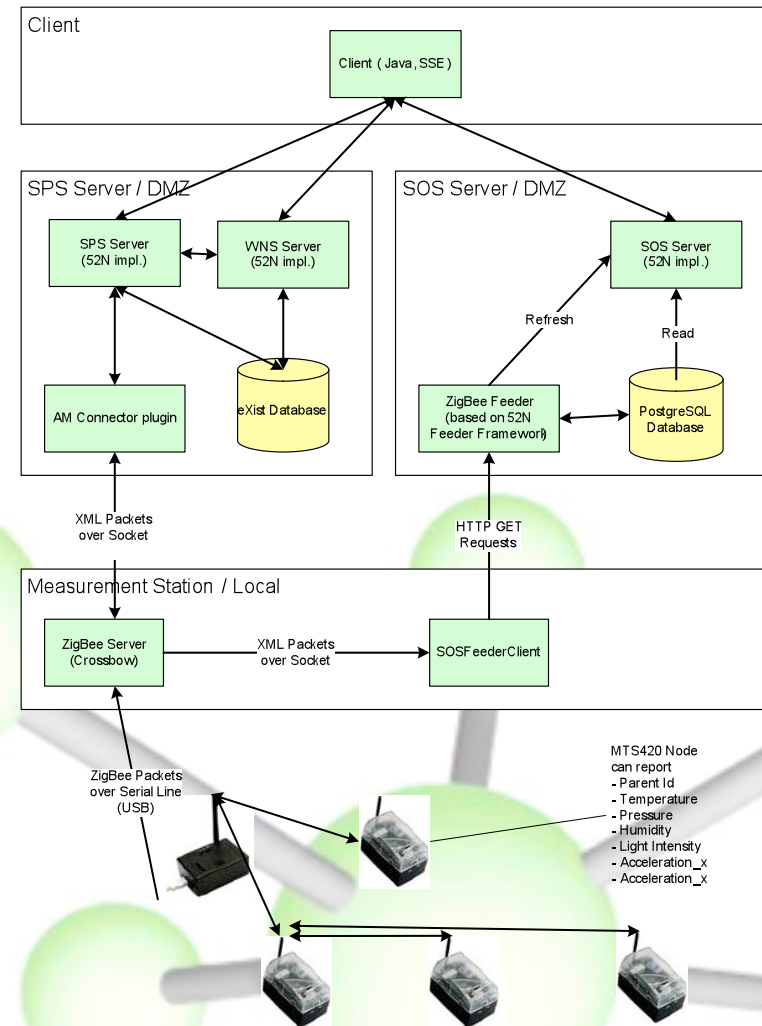 Client
Client ( Java, SSE )
SPS Server / DMZ
SPS Server
(52N impl.)
WNS Server
(52N impl.)
AM Connector plugin
eXist Database
SOS Server / DMZ
SOS Server
(52N impl.)
Refresh
Read
ZigBee Feeder
(based on 52N
Feeder Framework)
PostgreSQL
Database
XML Packets
over Socket
HTTP GET
Requests
Measurement Station / Local
ZigBee Server
(Crossbow)
XML Packets
over Socket
SOSFeederClient
ZigBee Packets
over Serial Line
(USB)
MTS420 Node
can report
- Parent Id
- Temperature
- Pressure
- Humidity
- Light Intensity
- Acceleration_x
- Acceleration_x